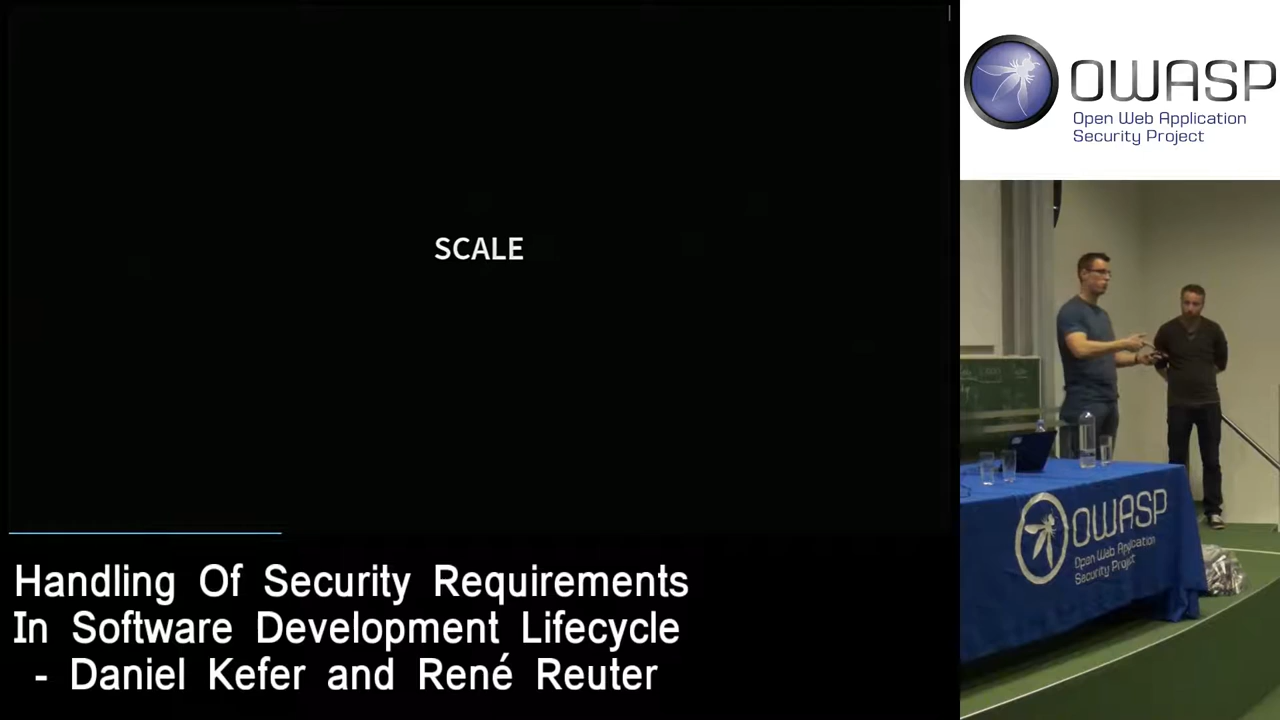 SCALE
OWASP
Open Web Application
Security Project
OWASP
Open Web Application
Security Project
Handling Of Security Requirements
In Software Development Lifecycle
- Daniel Kefer and René Reuter